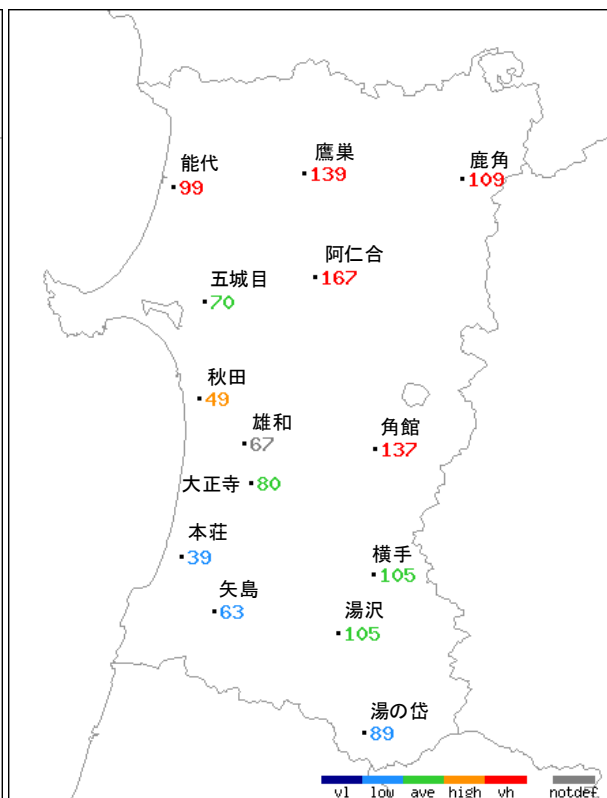 能代
99
鷹巣
139
鹿角
109
阿仁合
167
五城目
70
秋田
49
雄和
67
角館
137
大正寺 80
本荘
39
横手
105
矢島
63
湯沢
105
湯の岱
89
vl low ave high vh notdef